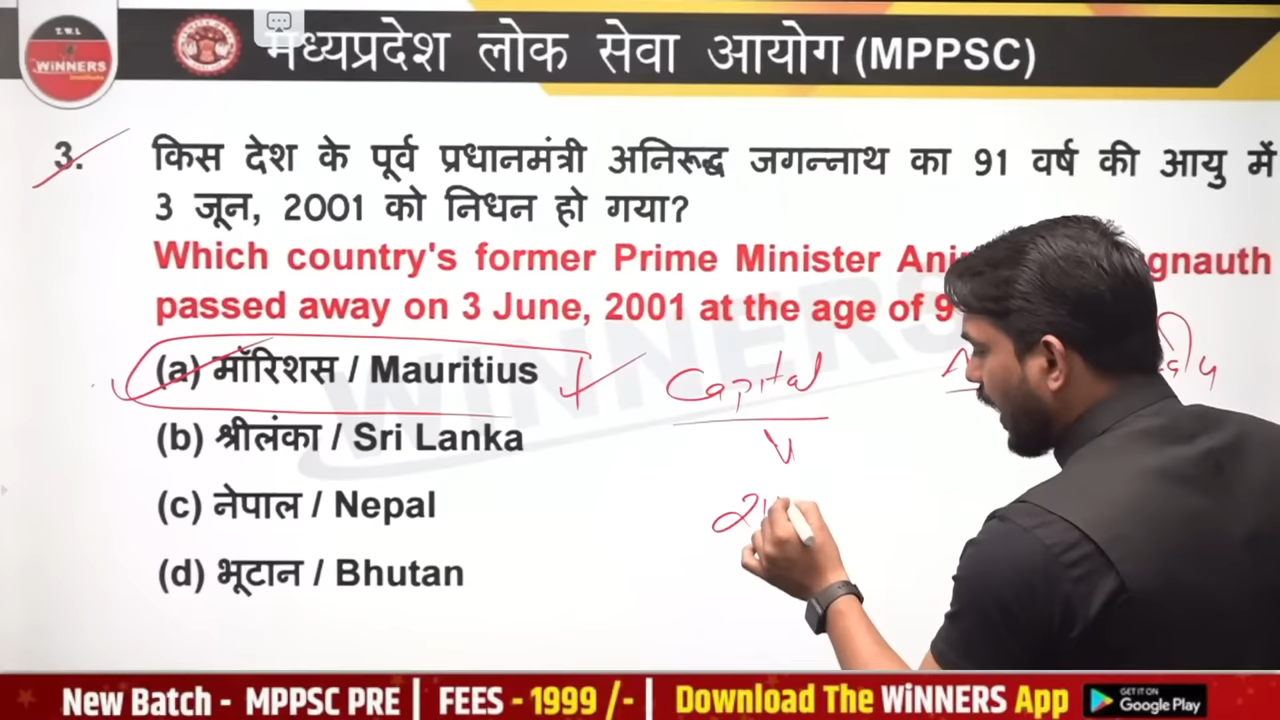 T.W.L
WiNNERS
मध्यप्रदेश लोक सेवा आयोग (MPPSC)
3. किस देश के पूर्व प्रधानमंत्री अनिरूद्ध जगन्नाथ का 91 वर्ष की आयु में
3 जून, 2001 को निधन हो गया?
Which country's former Prime Minister Ani gnauth
passed away on 3 June, 2001 at the age of 9
(a) मॉरिशस / Mauritius
Capital
(b) श्रीलंका / Sri Lanka
(c) नेपाल / Nepal
(d) भूटान / Bhutan
WINNERS
New Batch - MPPSC PRE | FEES - 1999 /- | Download The WiNNERS App GET IT ON Google Play